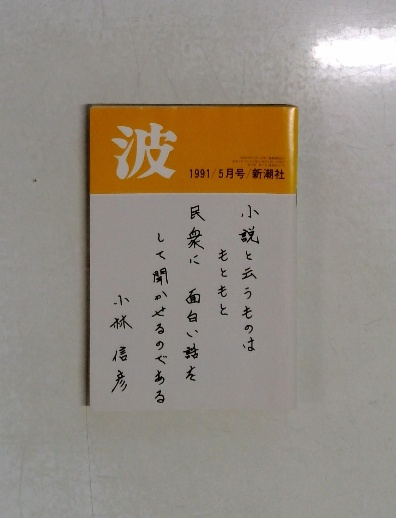 波
1991/5月号/新潮社
小説と云うものは
もともと
民衆に 面白い話を
して聞かせるのである
小林信彦